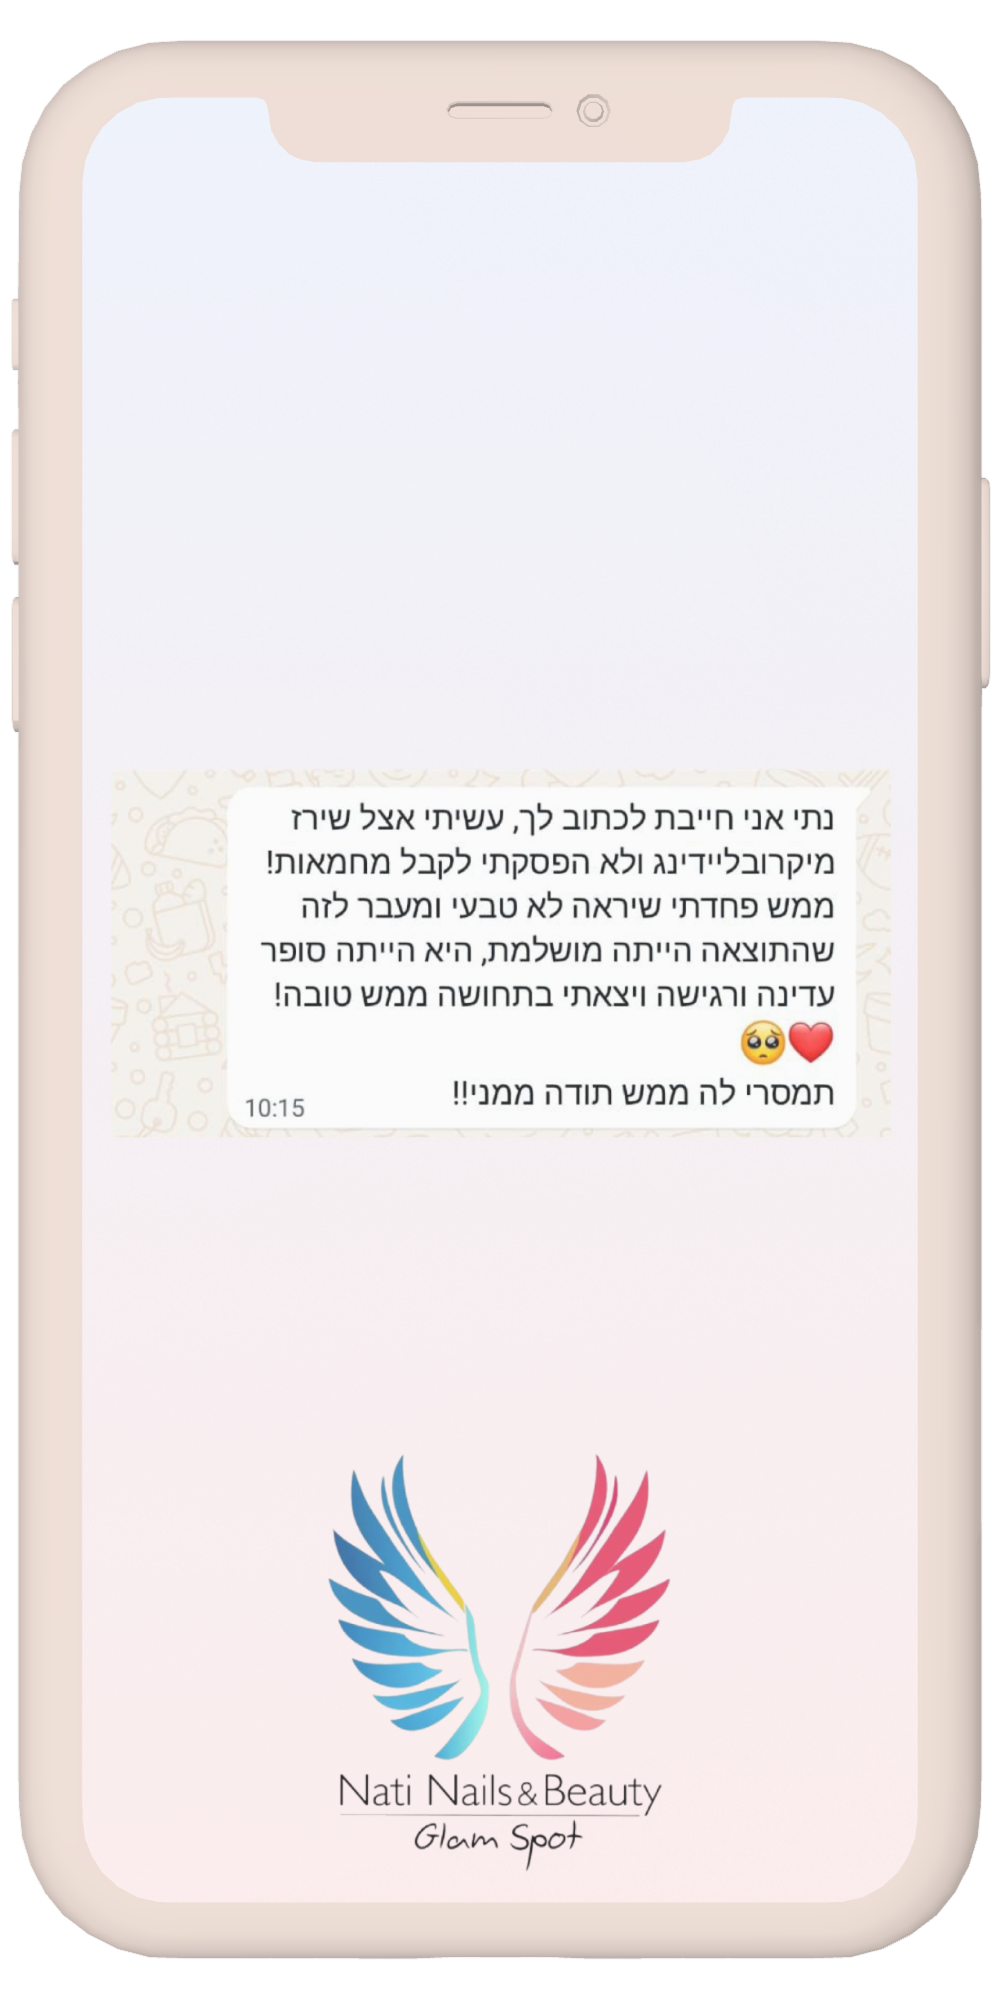 נתי אני חייבת לכתוב לך, עשיתי אצל שירז
מיקרובליידינג ולא הפסקתי לקבל מחמאות!
ממש פחדתי שיראה לא טבעי ומעבר לזה
שהתוצאה הייתה מושלמת, היא הייתה סופר
עדינה ורגישה ויצאתי בתחושה ממש טובה!
❤️🥺
תמסרי לה ממש תודה ממני!!
10:15
Nati Nails & Beauty
Glam Spot